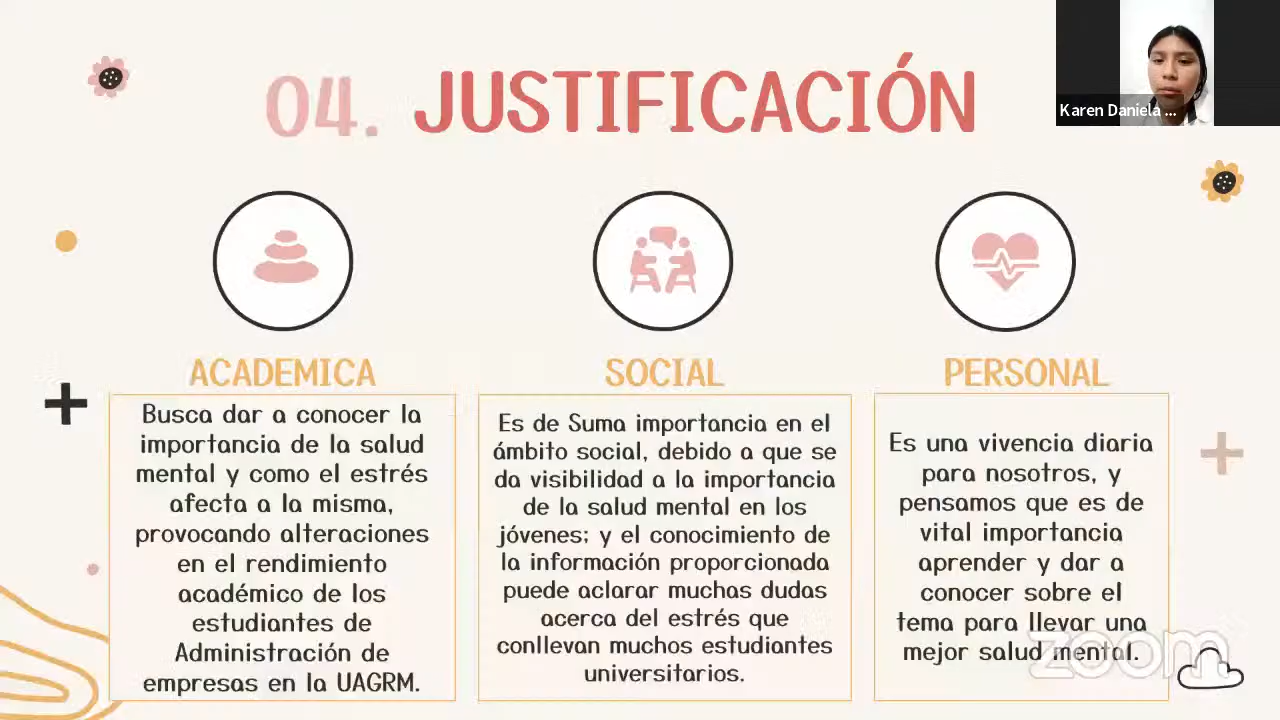 04. JUSTIFICACIÓN
Karen Daniela ...
ACADEMICA
Busca dar a conocer la
importancia de la salud
mental y como el estrés
afecta a la misma,
provocando alteraciones
en el rendimiento
académico de los
estudiantes de
Administración de
empresas en la UAGRM.
SOCIAL
Es de Suma importancia en el
ámbito social, debido a que se
da visibilidad a la importancia
de la salud mental en los
jóvenes; y el conocimiento de
la información proporcionada
puede aclarar muchas dudas
acerca del estrés que
conllevan muchos estudiantes
universitarios.
PERSONAL
Es una vivencia diaria
para nosotros, y
pensamos que es de
vital importancia
aprender y dar a
conocer sobre el
tema para llevar una
mejor salud mental.
zoom